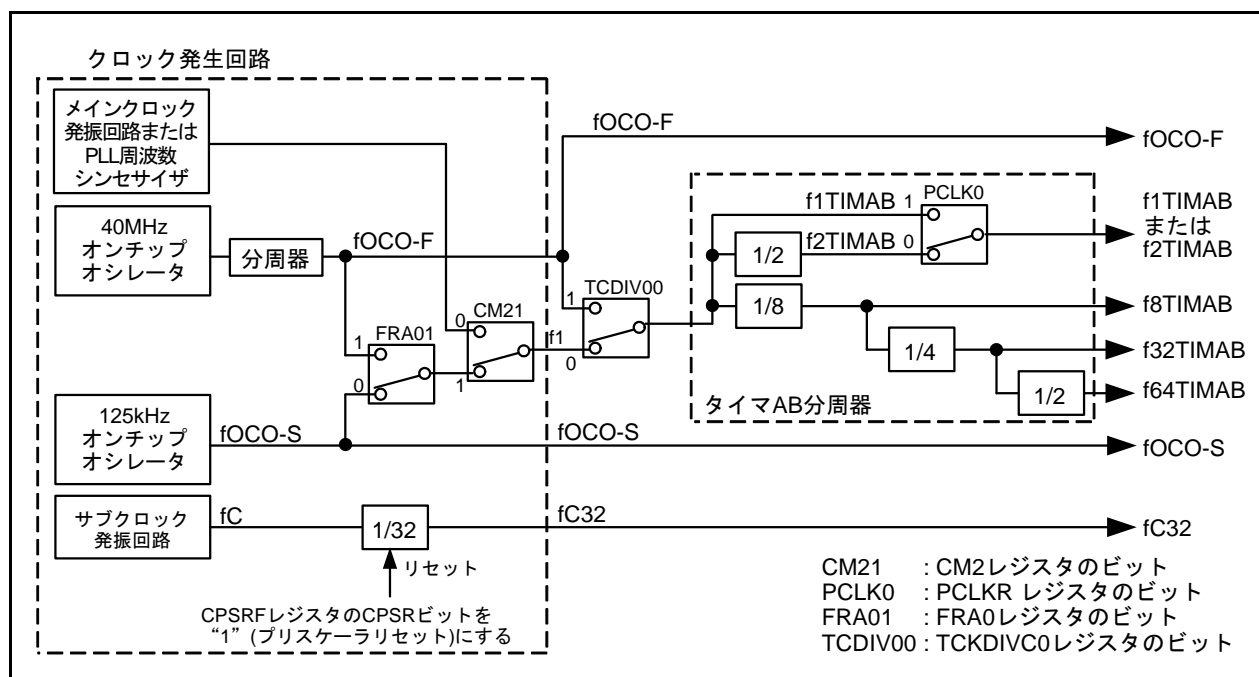 クロック発生回路
メインクロック
発振回路または
PLL周波数
シンセサイザ
40MHz
オンチップ
オシレータ
分周器
fOCO-F
fOCO-F
fOCO-F
FRA01
1
0
CM21
0
1
f1
TCDIV00
1
0
f1TIMAB
1
PCLK0
f2TIMAB
0
1/2
f1TIMAB
または
f2TIMAB
1/8
f8TIMAB
1/4
f32TIMAB
1/2
f64TIMAB
タイマAB分周器
125kHz
オンチップ
オシレータ
fOCO-S
fOCO-S
fOCO-S
サブクロック
発振回路
fC
1/32
fC32
fC32
リセット
CPSRFレジスタのCPSRビットを
“1”(プリスケーラリセット)にする
CM21 : CM2レジスタのビット
PCLK0 : PCLKR レジスタのビット
FRA01 : FRA0レジスタのビット
TCDIV00 : TCKDIVC0レジスタのビット